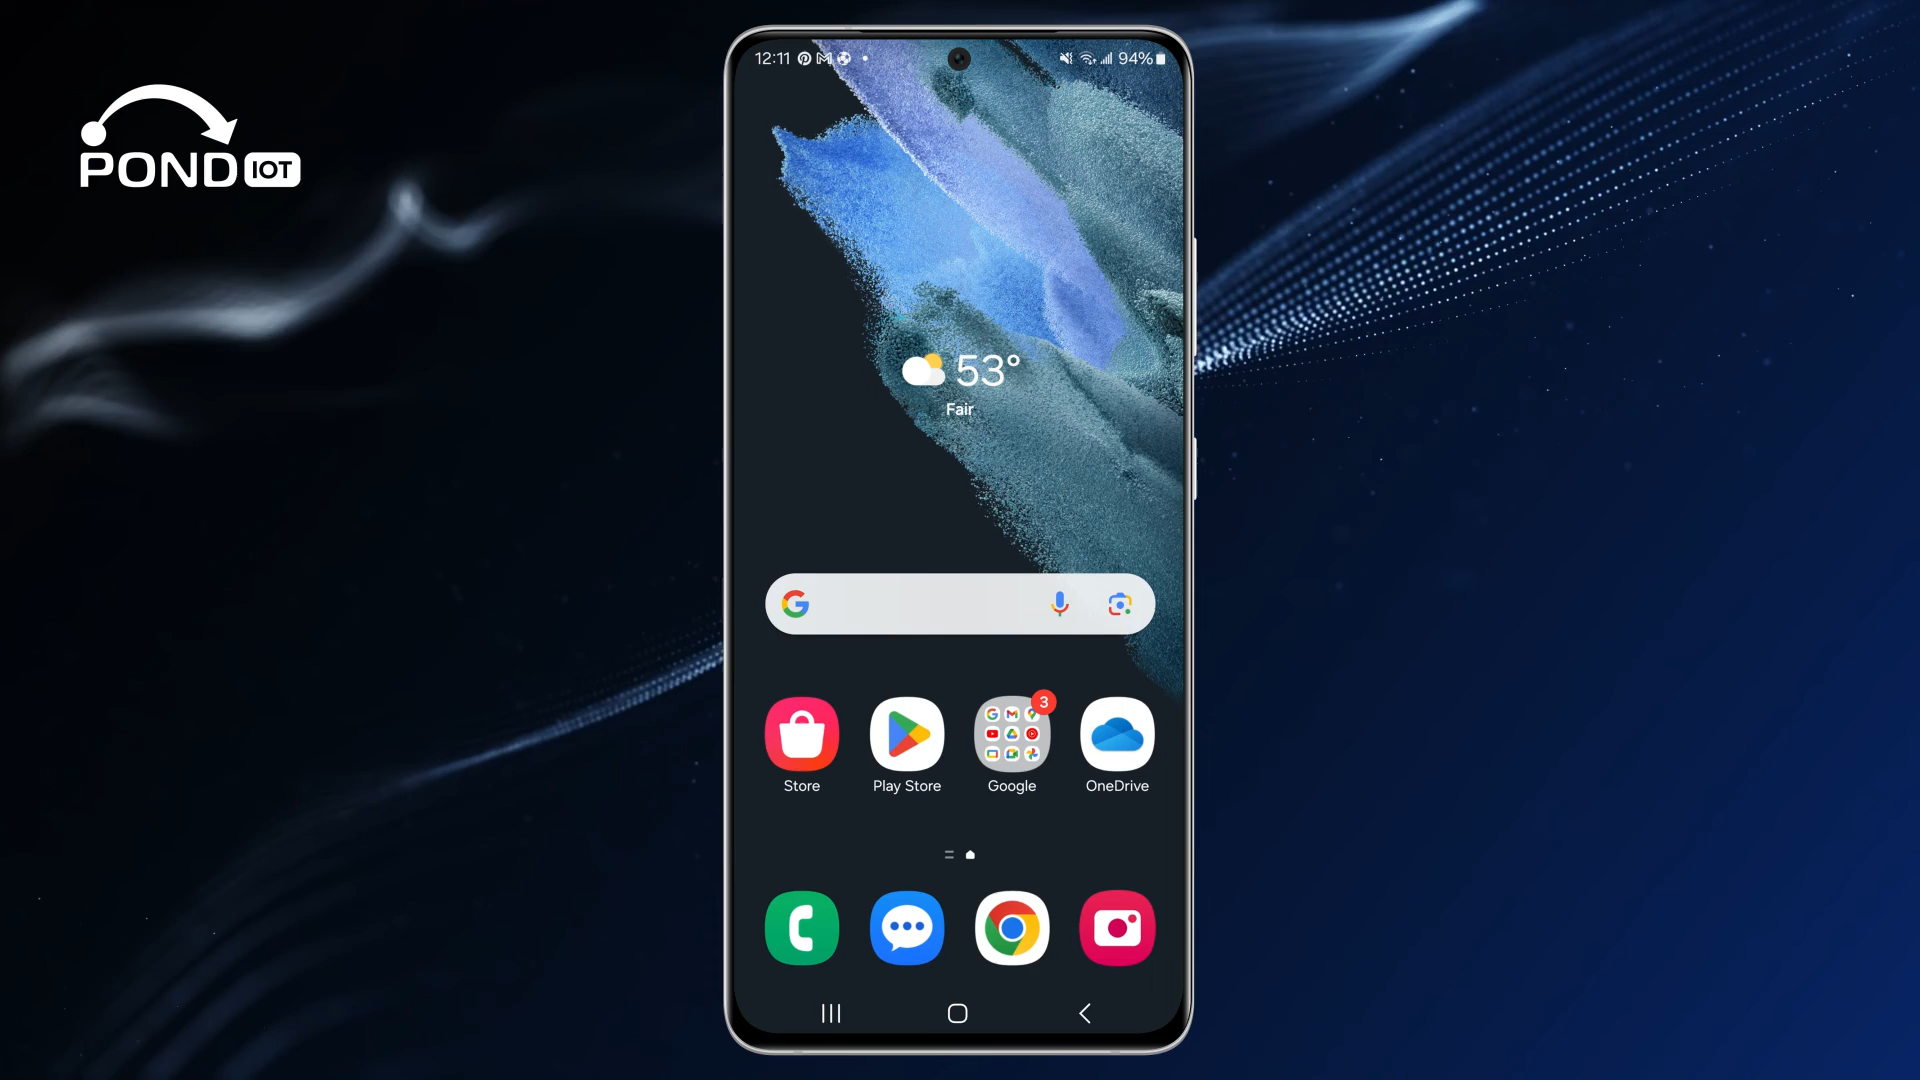 POND IOT
12:11
94%
53°
Fair
3
Store
Play Store
Google
OneDrive